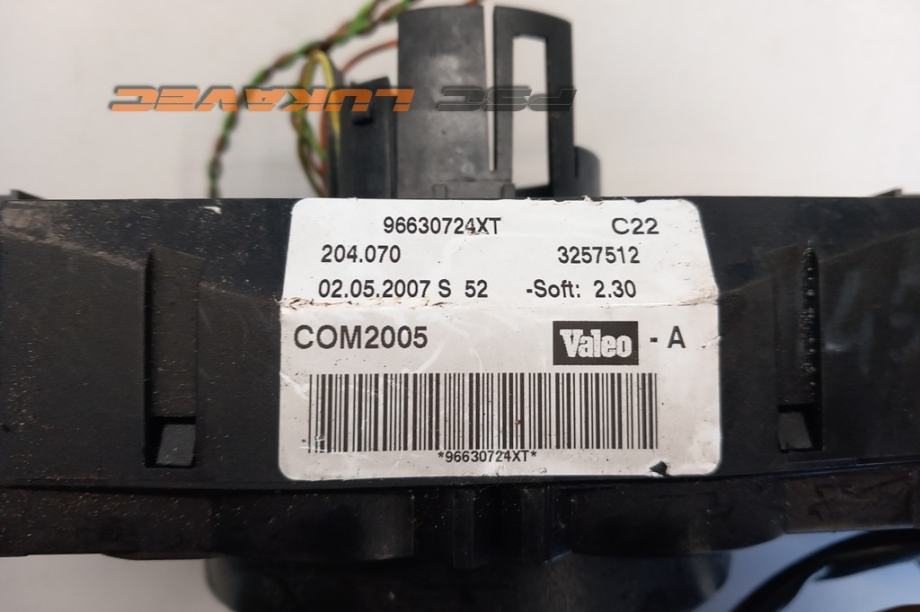 PSC LUKAVEC
96630724XT C22
204.070 3257512
02.05.2007 S 52 -Soft: 2.30
COM2005 Valeo - A
*96630724XT*